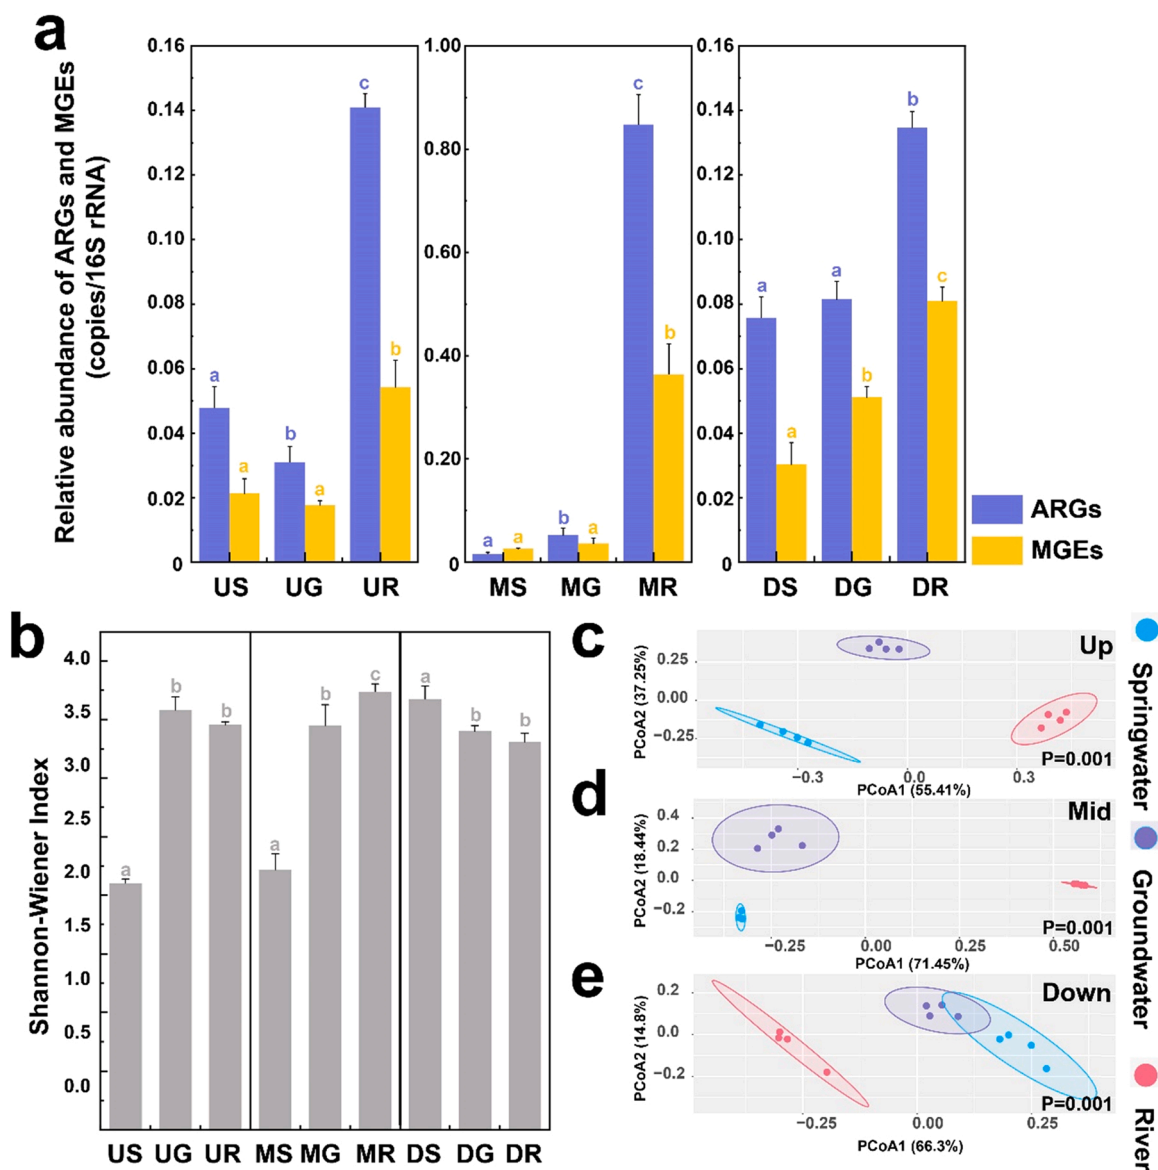 a
Relative abundance of ARGs and MGEs
(copies/16S rRNA)
0.16
0.14
0.12
0.10
0.08
0.06
0.04
0.02
0
a
a
b
a
c
b
US UG UR
1.00
0.80
0.60
0.40
0.20
0
a
a
b
a
c
b
MS MG MR
0.16
0.14
0.12
0.10
0.08
0.06
0.04
0.02
0
a
a
a
b
b
c
DS DG DR
ARGs
MGEs
b
Shannon-Wiener Index
4.0
3.5
3.0
2.5
2.0
1.5
1.0
0.5
0.0
a b b a b c a b b
US UG UR MS MG MR DS DG DR
c
Up
PCoA2 (37.25%)
0.25
0.00
−0.25
P=0.001
−0.3 0.0 0.3
PCoA1 (55.41%)
d
Mid
PCoA2 (18.44%)
0.4
0.2
0.0
−0.2
P=0.001
−0.25 0.00 0.25 0.50
PCoA1 (71.45%)
e
Down
PCoA2 (14.8%)
0.2
0.0
−0.2
P=0.001
−0.25 0.00 0.25
PCoA1 (66.3%)
Springwater
Groundwater
River